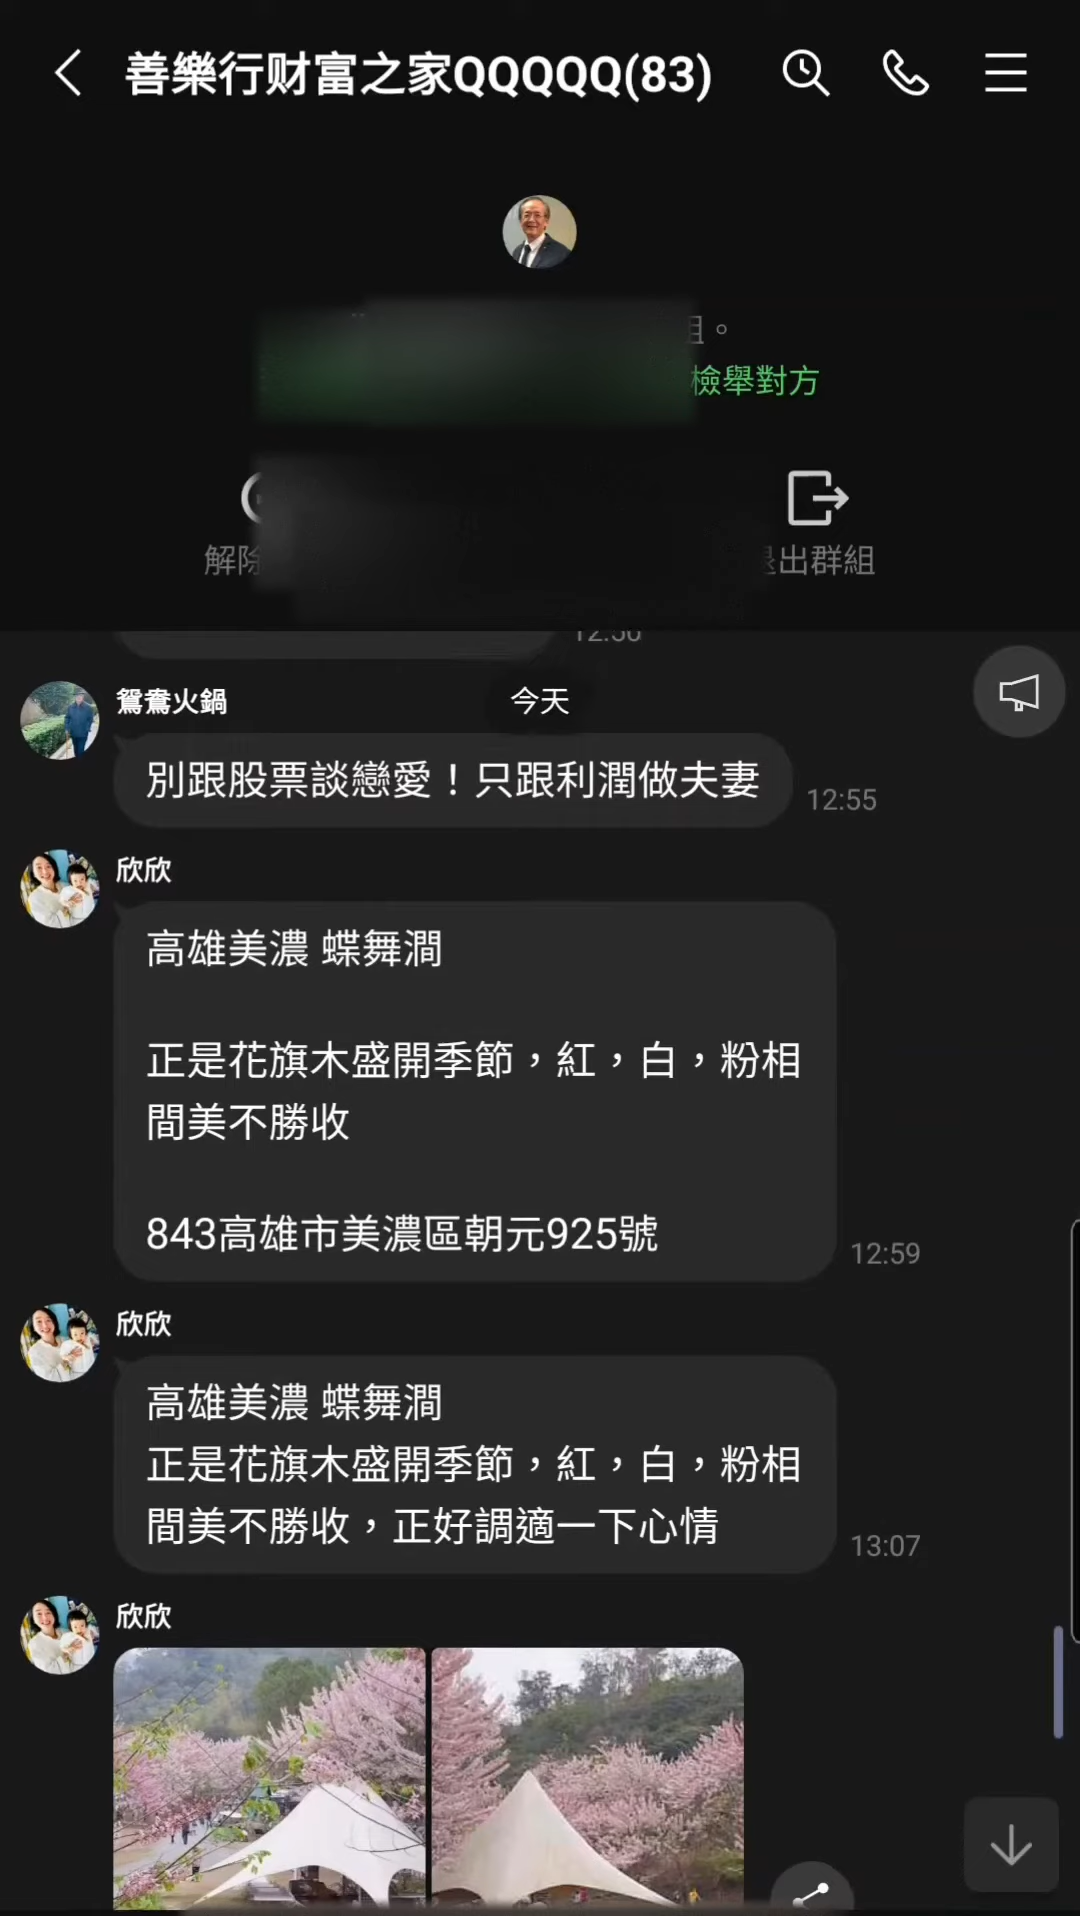 善樂行财富之家QQQQQ(83)
檢舉對方
解除
退出群組
12:56
鴛鴦火鍋
今天
別跟股票談戀愛！只跟利潤做夫妻
12:55
欣欣
高雄美濃 蝶舞澗
正是花旗木盛開季節，紅，白，粉相
間美不勝收
843高雄市美濃區朝元925號
12:59
欣欣
高雄美濃 蝶舞澗
正是花旗木盛開季節，紅，白，粉相
間美不勝收，正好調適一下心情
13:07
欣欣